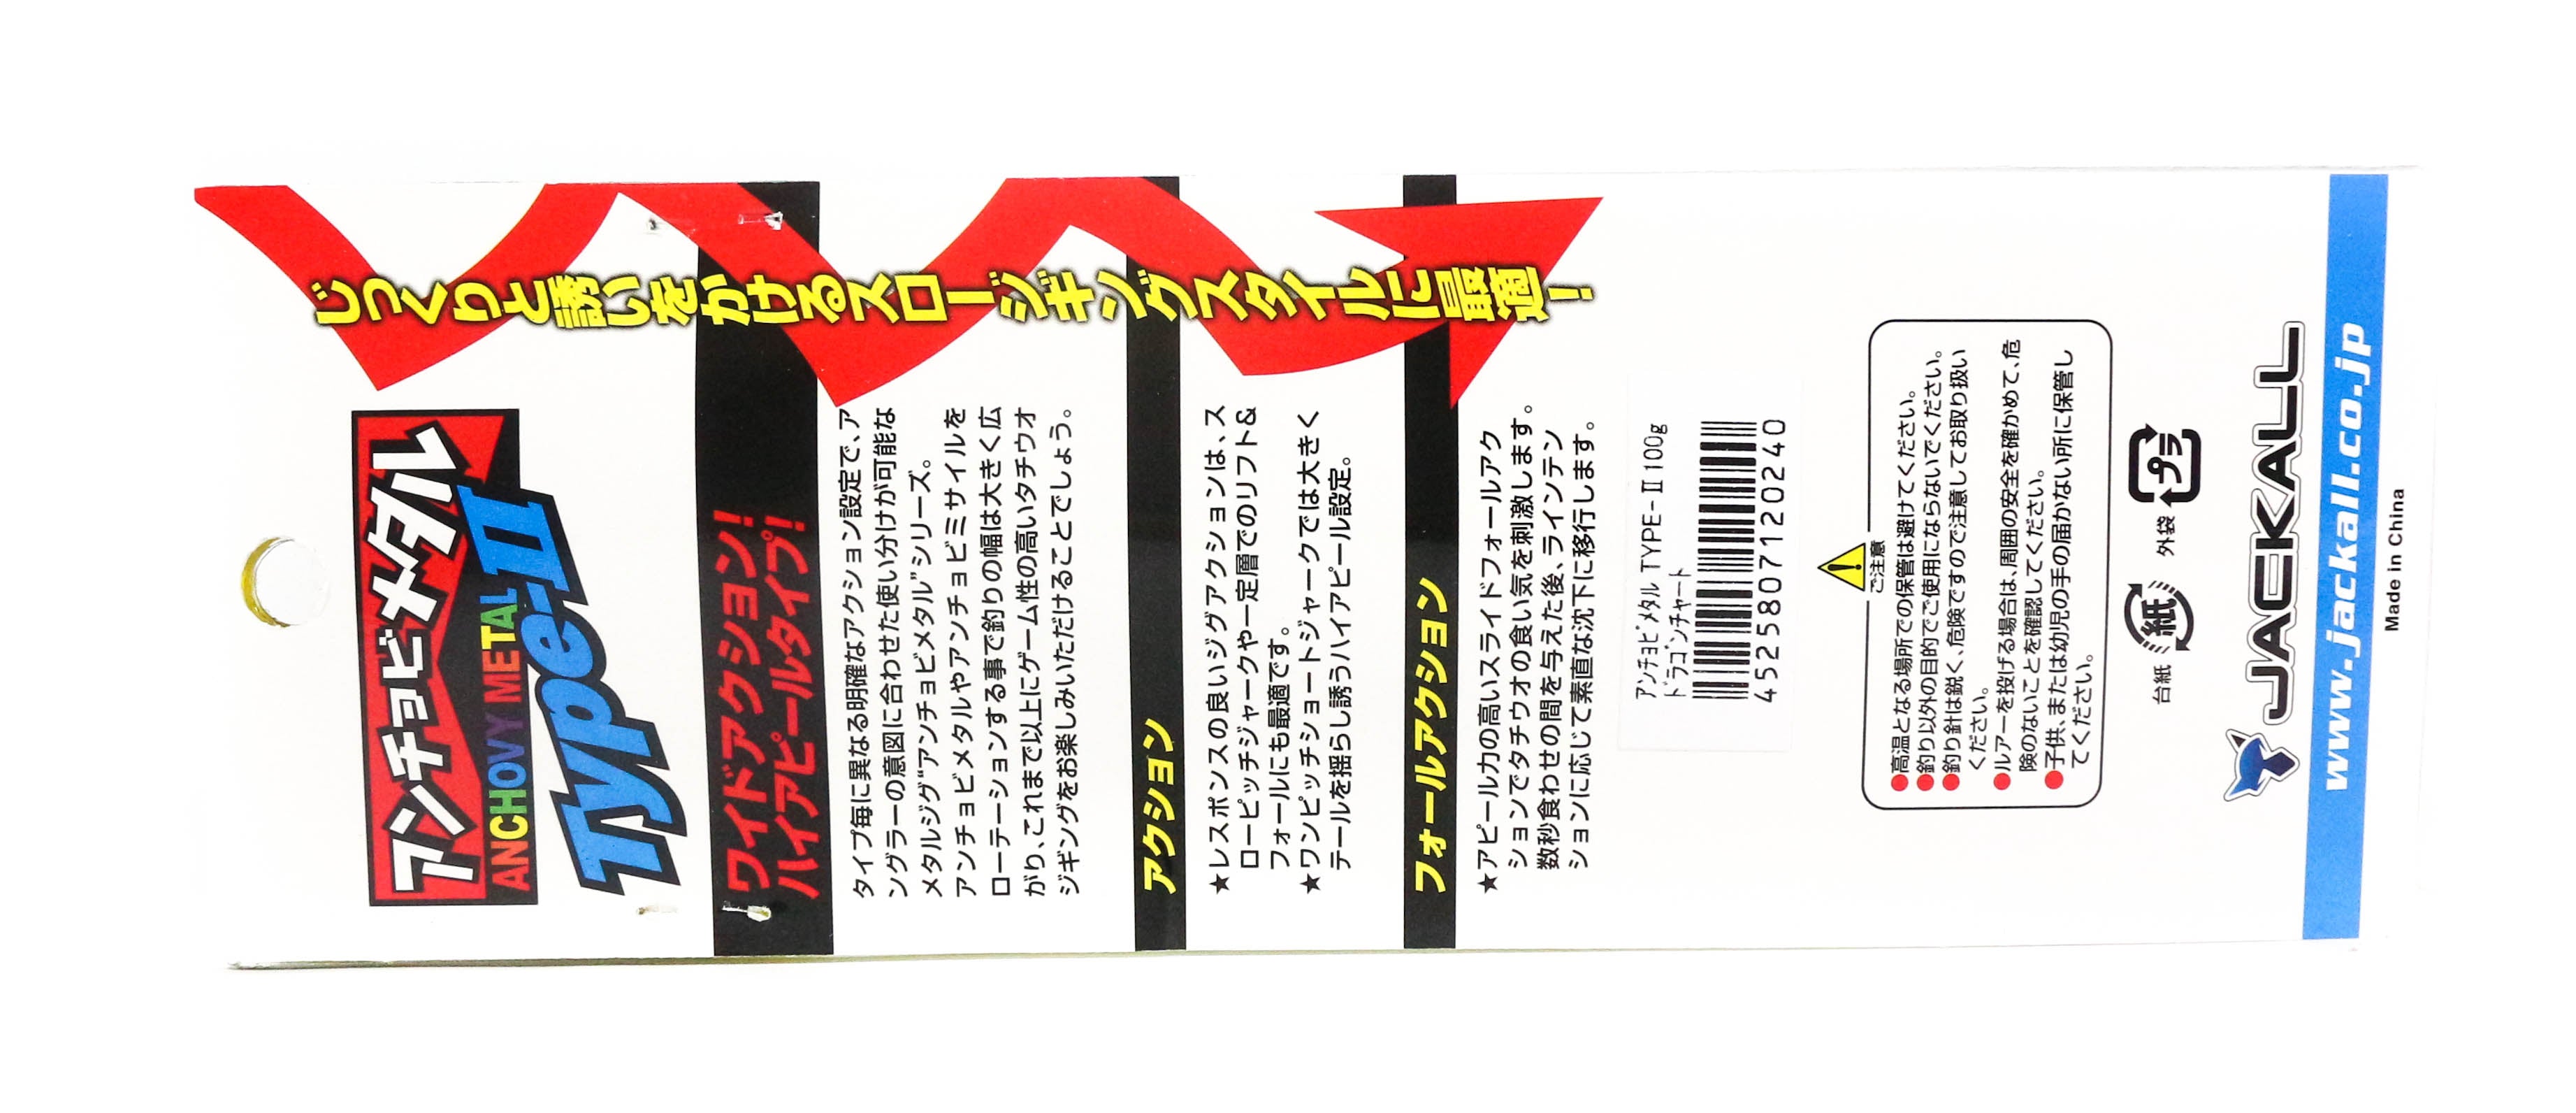 アンチョビメタル
ANCHOVY METAL
Type-II
じっくりと誘いをかけるスロージギングスタイルに最適!
ワイドアクション!
ハイアピールタイプ!
タイプ毎に異なる明確なアクション設定で、ア
ングラーの意図に合わせた使い分けが可能な
メタルジグ"アンチョビメタル"シリーズ。
アンチョビメタルやアンチョビミサイルを
ローテーションする事で釣りの幅は大きく広
がり、これまで以上にゲーム性の高いタチウオ
ジギングをお楽しみいただけることでしょう。
アクション
★レスポンスの良いジグアクションは、ス
ローピッチジャークや一定層でのリフト&
フォールにも最適です。
★ワンピッチショートジャークでは大きく
テールを揺らし誘うハイアピール設定。
フォールアクション
★アピール力の高いスライドフォールアク
ションでタチウオの食い気を刺激します。
数秒食わせの間を与えた後、ラインテン
ションに応じて素直な沈下に移行します。
アンチョビメタル TYPE-II 100g
ドラゴンチャート
4525807120240
ご注意
●高温となる場所での保管は避けてください。
●釣り以外の目的でご使用にならないでください。
●釣り針は鋭く、危険ですので注意してお取り扱い
ください。
●ルアーを投げる場合は、周囲の安全を確かめて、危
険のないことを確認してください。
●子供、または幼児の手の届かない所に保管し
てください。
台紙 紙 外袋 プラ
JACKALL
www.jackall.co.jp
Made in China